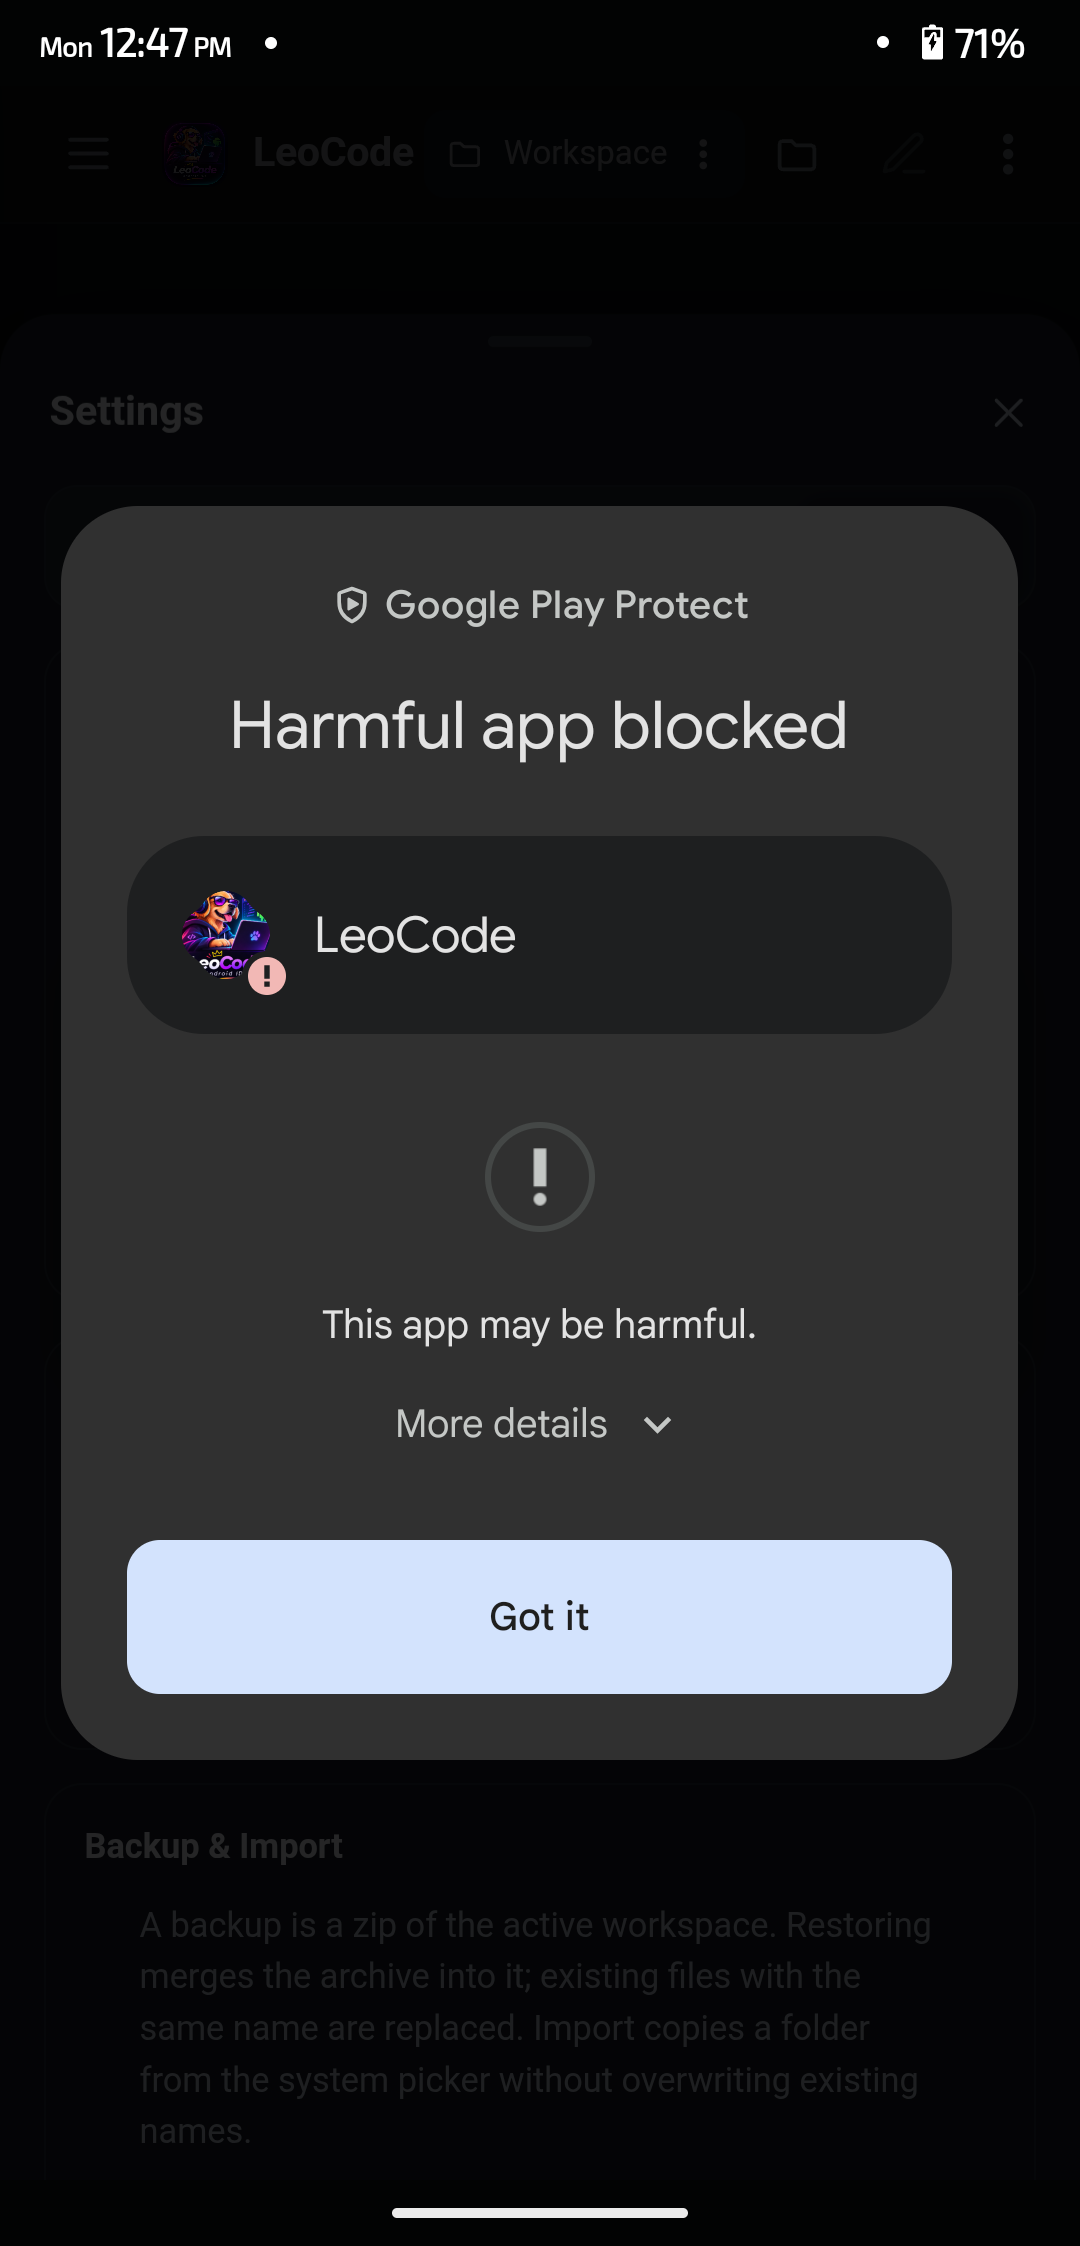 Mon 12:47 PM
71%
LeoCode
Workspace
Settings
Google Play Protect
Harmful app blocked
LeoCode
This app may be harmful.
More details
Got it
Backup & Import
A backup is a zip of the active workspace. Restoring
merges the archive into it; existing files with the
same name are replaced. Import copies a folder
from the system picker without overwriting existing
names.